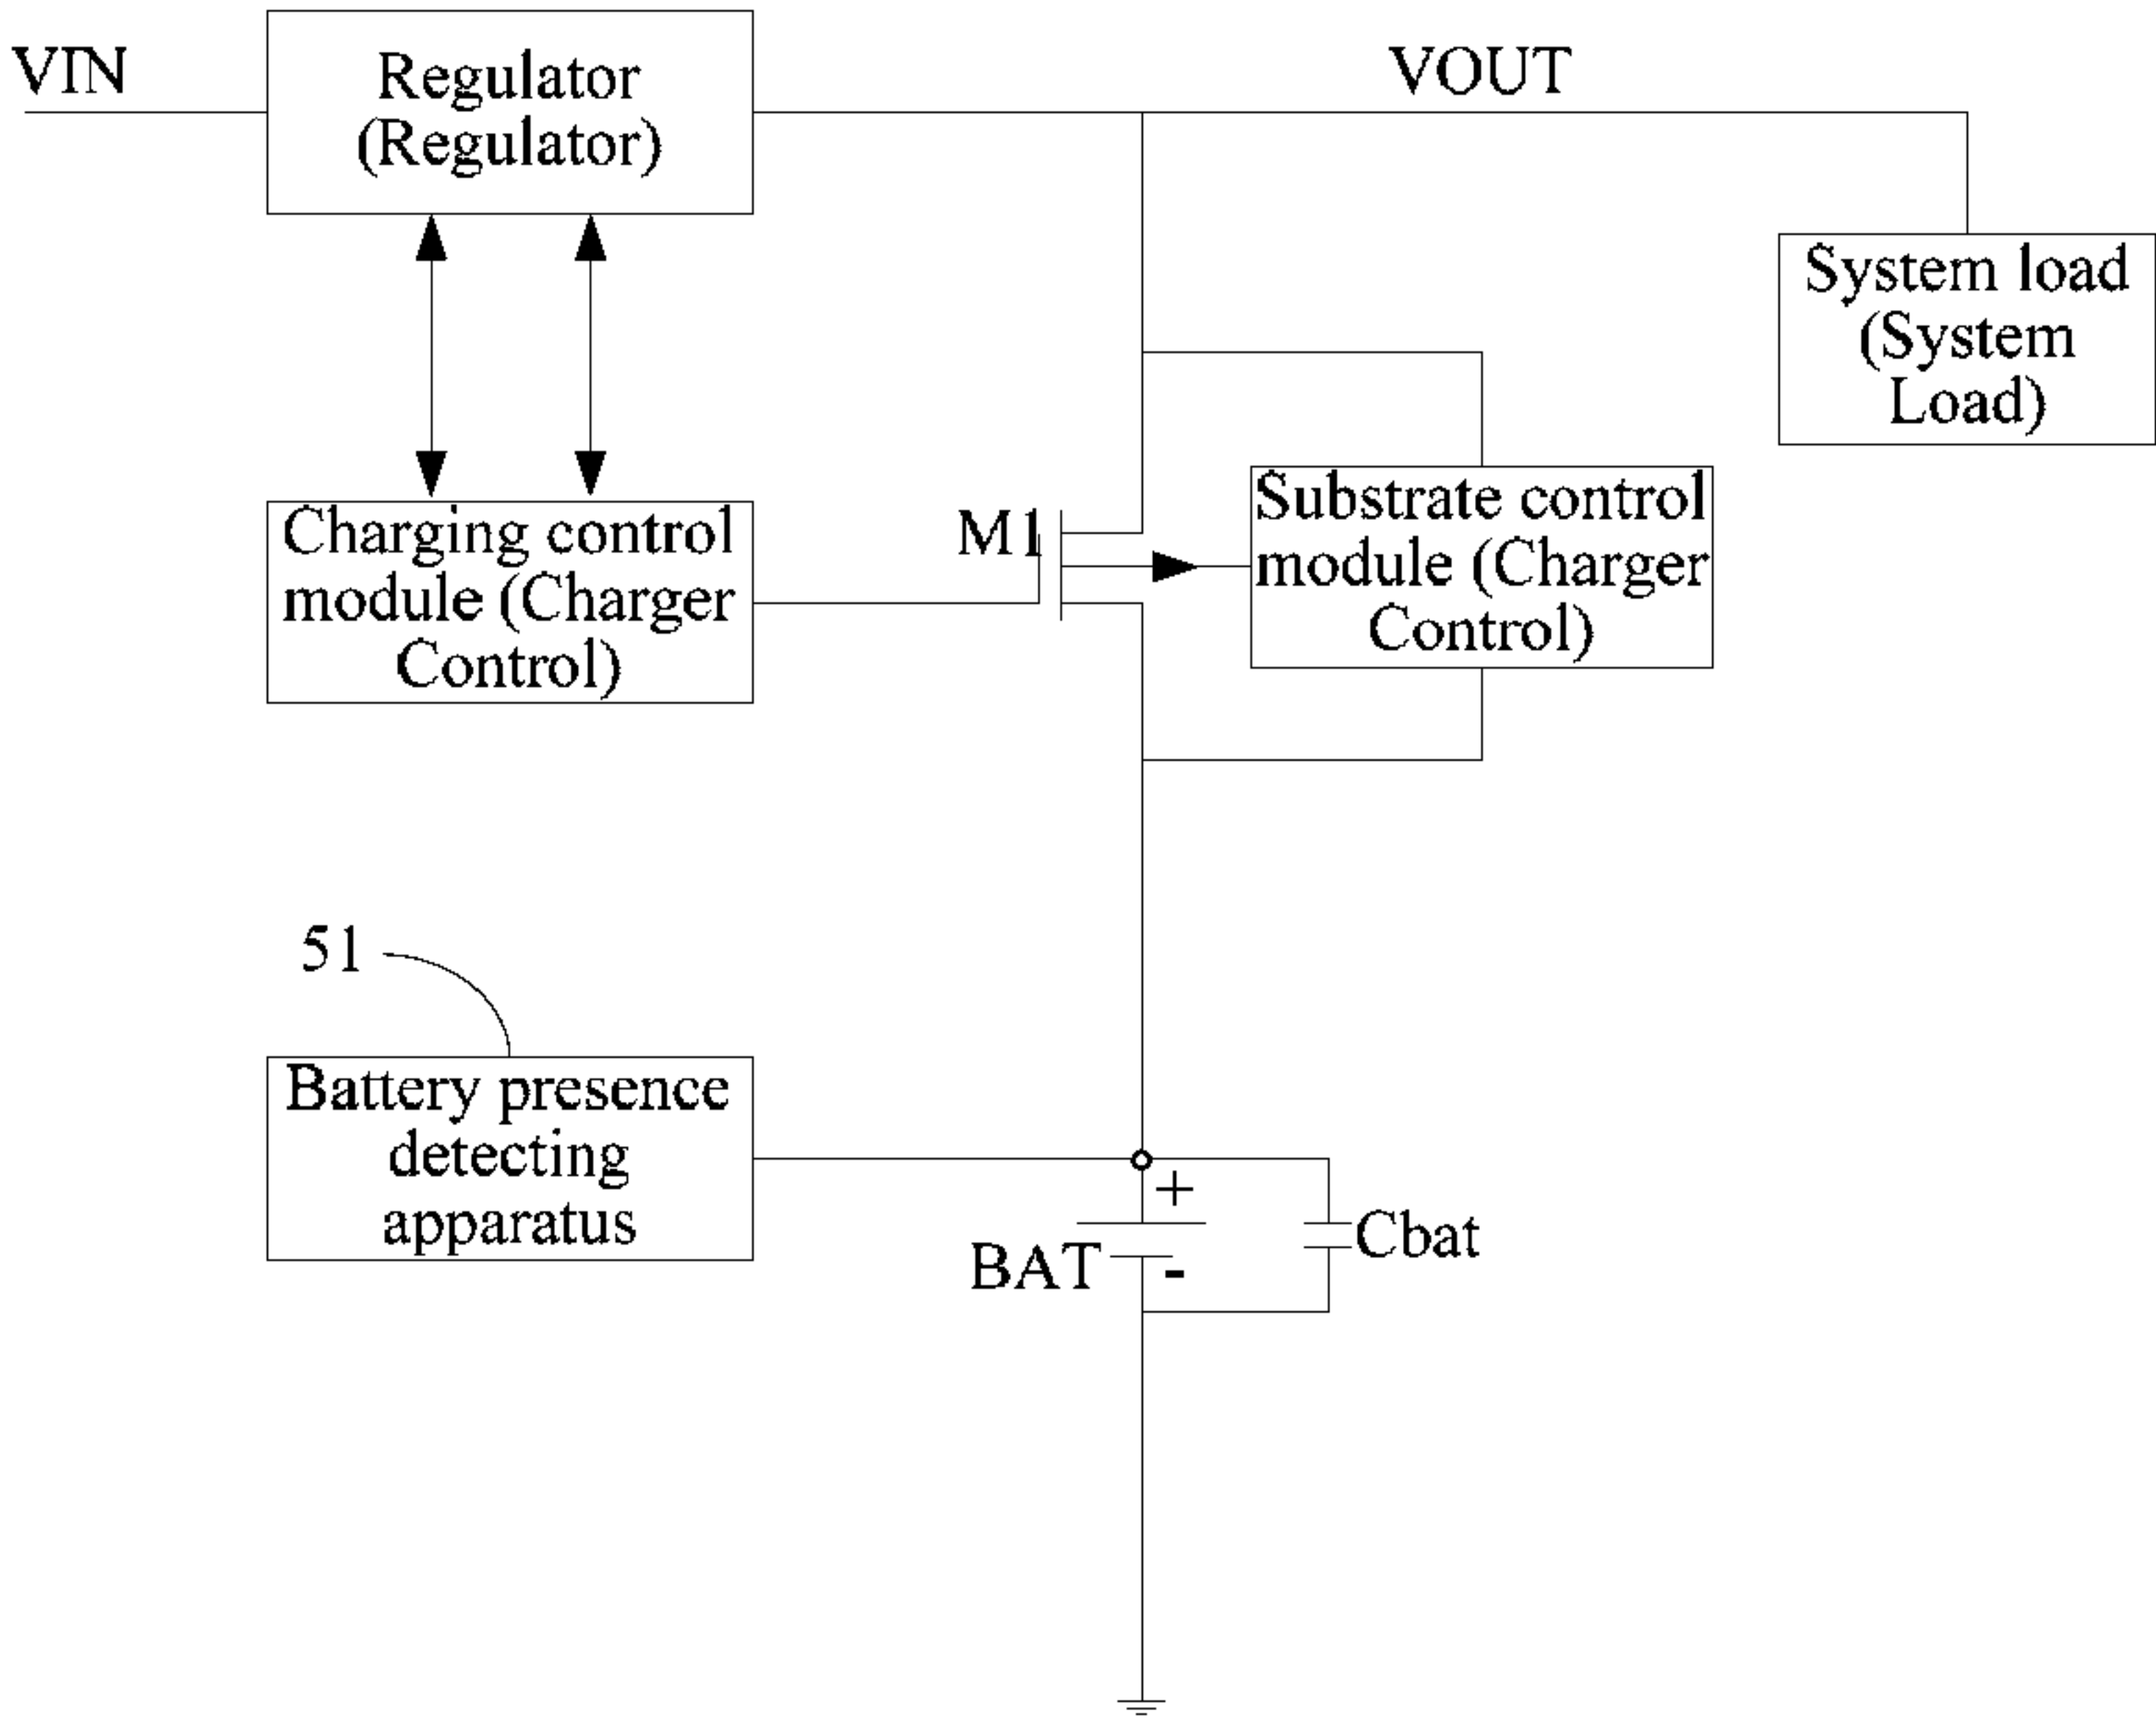 VIN
Regulator
(Regulator)
VOUT
System load
(System
Load)
Charging control
module (Charger
Control)
M1
Substrate control
module (Charger
Control)
51
Battery presence
detecting
apparatus
+
BAT
-
Cbat